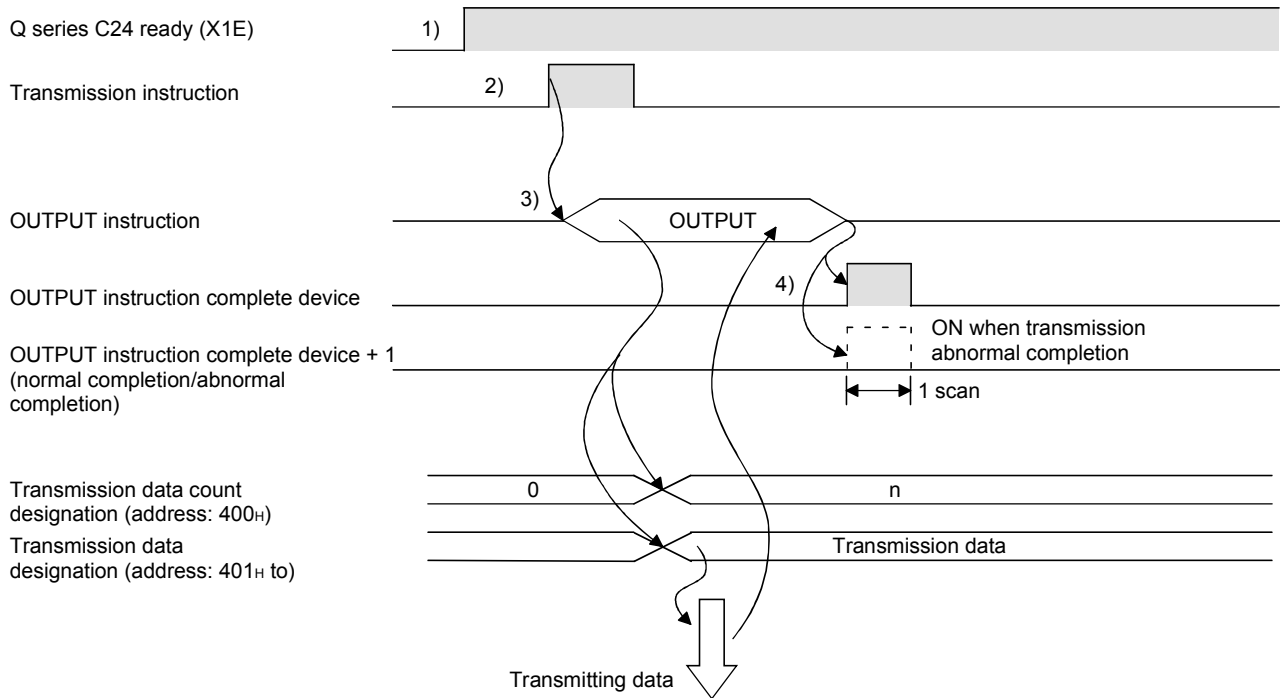 Q series C24 ready (X1E)
1)
Transmission instruction
2)
3)
OUTPUT instruction
OUTPUT
4)
OUTPUT instruction complete device
ON when transmission
abnormal completion
OUTPUT instruction complete device + 1
(normal completion/abnormal
completion)
1 scan
Transmission data count
designation (address: 400H)
0
n
Transmission data
designation (address: 401H to)
Transmission data
Transmitting data